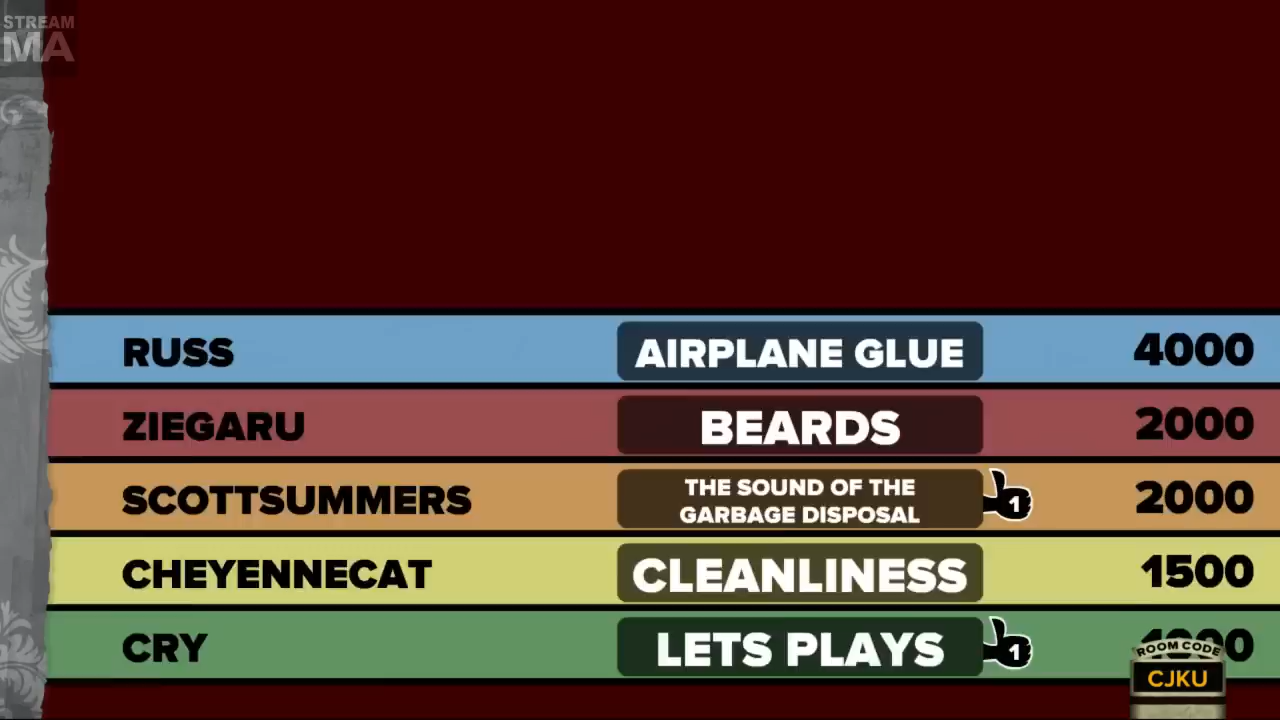 STREAM
MA
RUSS AIRPLANE GLUE 4000
ZIEGARU BEARDS 2000
SCOTTSUMMERS THE SOUND OF THE
GARBAGE DISPOSAL 1 2000
CHEYENNECAT CLEANLINESS 1500
CRY LETS PLAYS 1
ROOM CODE
CJKU